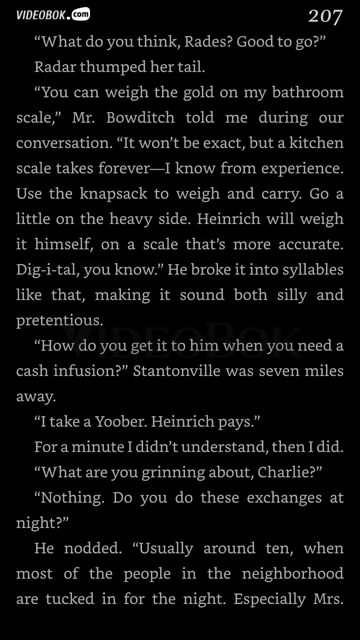 VIDEOBOK.com
207
“What do you think, Rades? Good to go?”
Radar thumped her tail.
“You can weigh the gold on my bathroom
scale,” Mr. Bowditch told me during our
conversation. “It won’t be exact, but a kitchen
scale takes forever—I know from experience.
Use the knapsack to weigh and carry. Go a
little on the heavy side. Heinrich will weigh
it himself, on a scale that’s more accurate.
Dig-i-tal, you know.” He broke it into syllables
like that, making it sound both silly and
pretentious.
VIDEOBOK
“How do you get it to him when you need a
cash infusion?” Stantonville was seven miles
away.
“I take a Yoober. Heinrich pays.”
For a minute I didn’t understand, then I did.
“What are you grinning about, Charlie?”
“Nothing. Do you do these exchanges at
night?”
He nodded. “Usually around ten, when
most of the people in the neighborhood
are tucked in for the night. Especially Mrs.